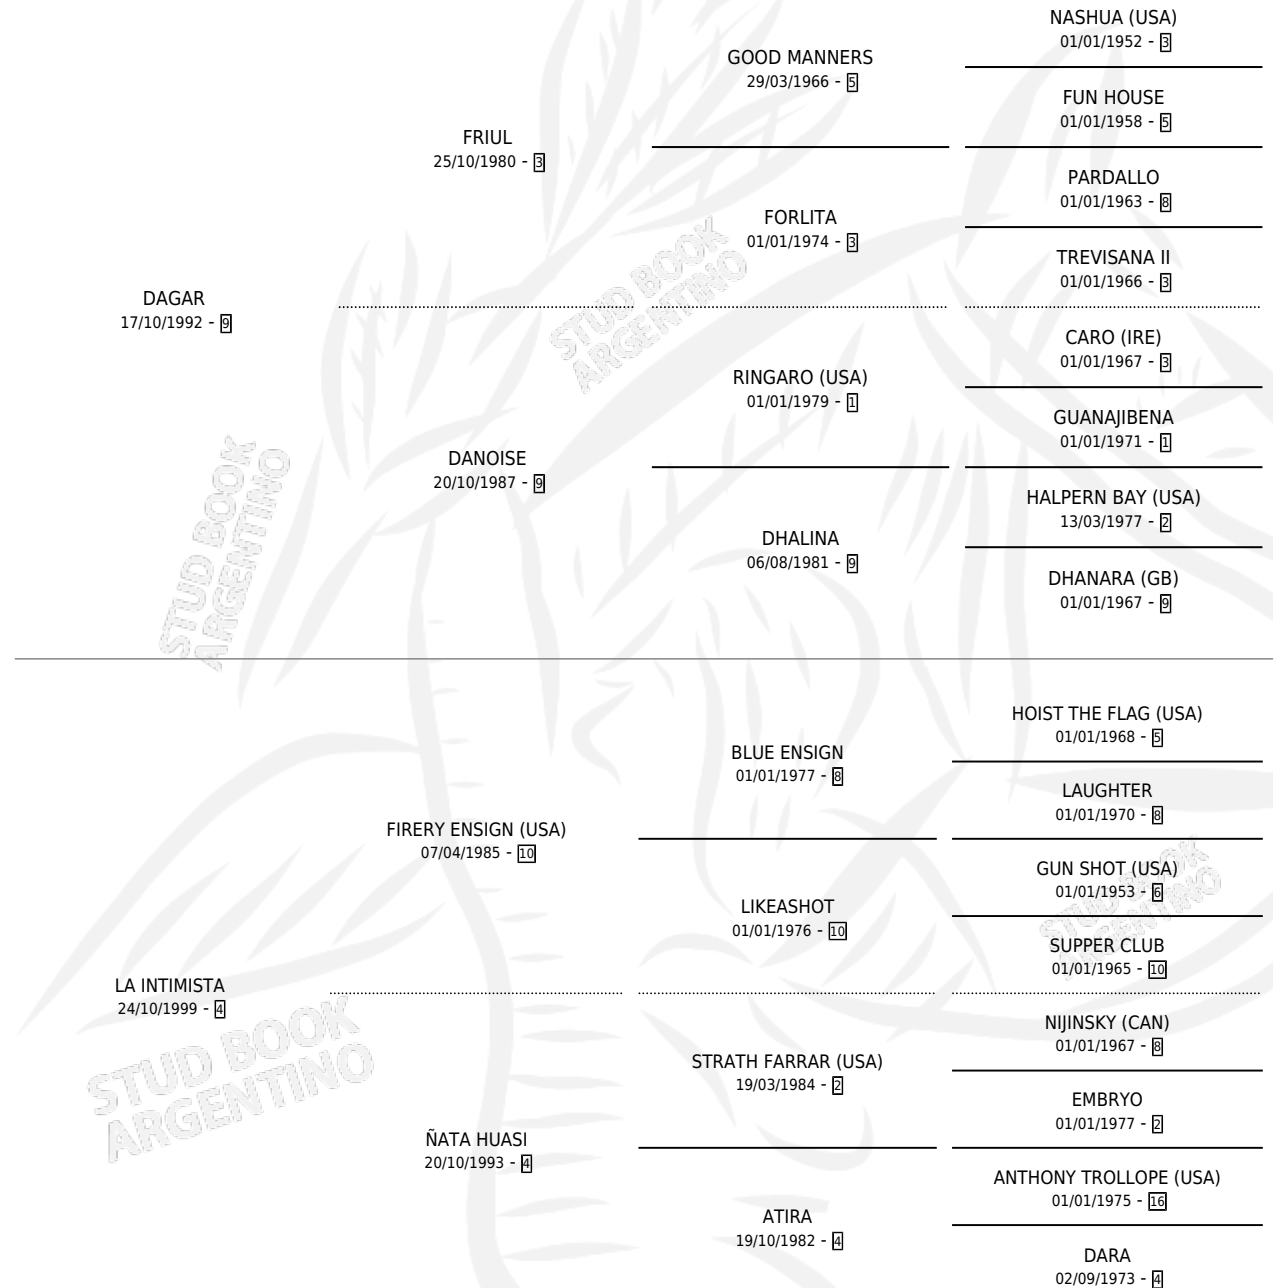 NASHUA (USA)
01/01/1952 - 3
GOOD MANNERS
29/03/1966 - 5
FUN HOUSE
01/01/1958 - 5
FRIUL
25/10/1980 - 3
PARDALLO
01/01/1963 - 8
FORLITA
01/01/1974 - 3
TREVISANA II
01/01/1966 - 3
STUD BOOK
ARGENTINO
DAGAR
17/10/1992 - 9
CARO (IRE)
01/01/1967 - 3
RINGARO (USA)
01/01/1979 - 1
GUANAJIBENA
01/01/1971 - 1
DANOISE
20/10/1987 - 9
HALPERN BAY (USA)
13/03/1977 - 2
DHALINA
06/08/1981 - 9
DHANARA (GB)
01/01/1967 - 9
STUD BOOK
ARGENTINO
HOIST THE FLAG (USA)
01/01/1968 - 5
BLUE ENSIGN
01/01/1977 - 8
LAUGHTER
01/01/1970 - 8
FIRERY ENSIGN (USA)
07/04/1985 - 10
GUN SHOT (USA)
01/01/1953 - 6
LIKEASHOT
01/01/1976 - 10
STUD BOOK
ARGENTINO
SUPPER CLUB
01/01/1965 - 10
LA INTIMISTA
24/10/1999 - 4
NIJINSKY (CAN)
01/01/1967 - 8
STRATH FARRAR (USA)
19/03/1984 - 2
EMBRYO
01/01/1977 - 2
STUD BOOK
ARGENTINO
ÑATA HUASI
20/10/1993 - 4
ANTHONY TROLLOPE (USA)
01/01/1975 - 16
ATIRA
19/10/1982 - 4
DARA
02/09/1973 - 4